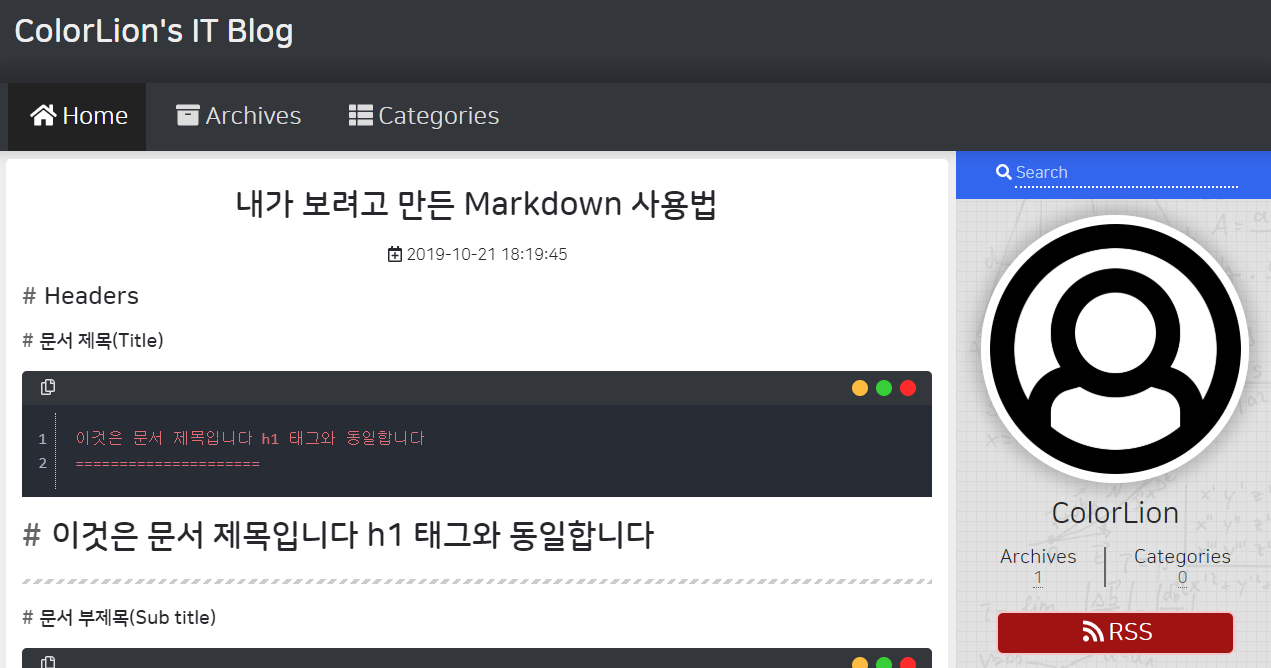 ColorLion's IT Blog
Home Archives Categories
Search
내가 보려고 만든 Markdown 사용법
2019-10-21 18:19:45
# Headers
# 문서 제목(Title)
1 이것은 문서 제목입니다 h1 태그와 동일합니다
2 =====================
# 이것은 문서 제목입니다 h1 태그와 동일합니다
# 문서 부제목(Sub title)
ColorLion
Archives Categories
1 0
RSS